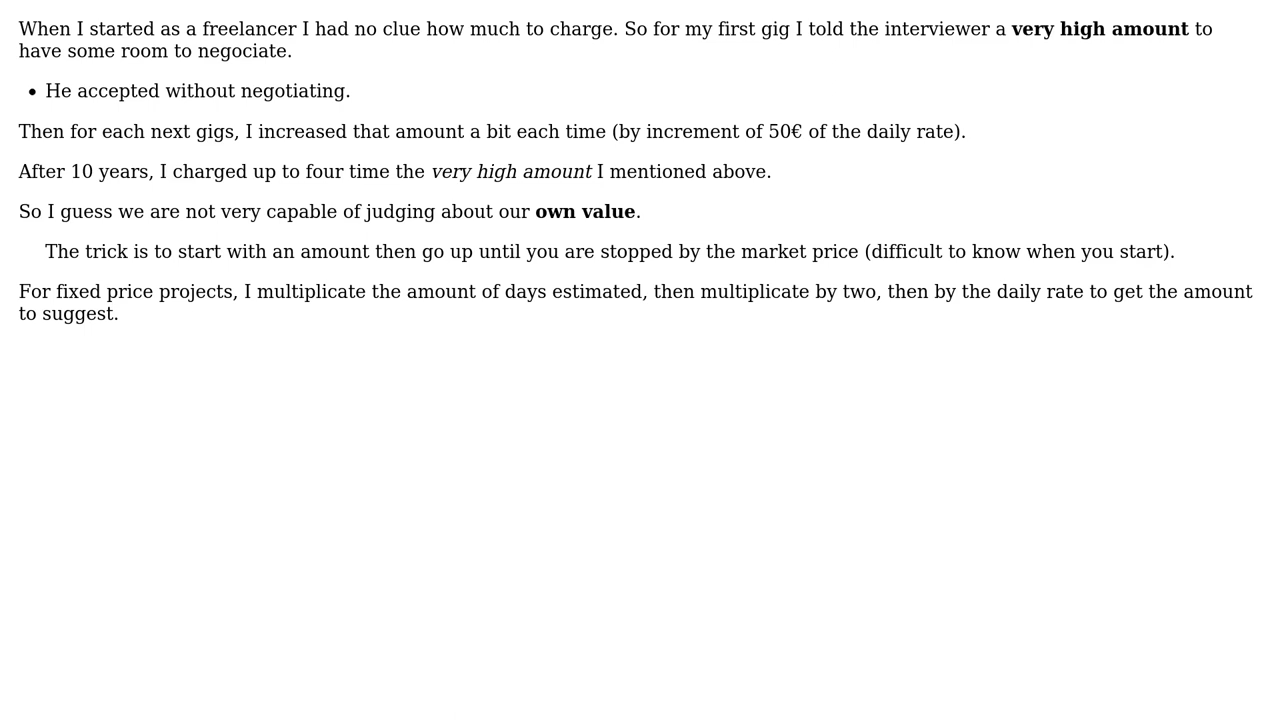 When I started as a freelancer I had no clue how much to charge. So for my first gig I told the interviewer a very high amount to
have some room to negociate.
• He accepted without negotiating.
Then for each next gigs, I increased that amount a bit each time (by increment of 50€ of the daily rate).
After 10 years, I charged up to four time the very high amount I mentioned above.
So I guess we are not very capable of judging about our own value.
The trick is to start with an amount then go up until you are stopped by the market price (difficult to know when you start).
For fixed price projects, I multiplicate the amount of days estimated, then multiplicate by two, then by the daily rate to get the amount
to suggest.